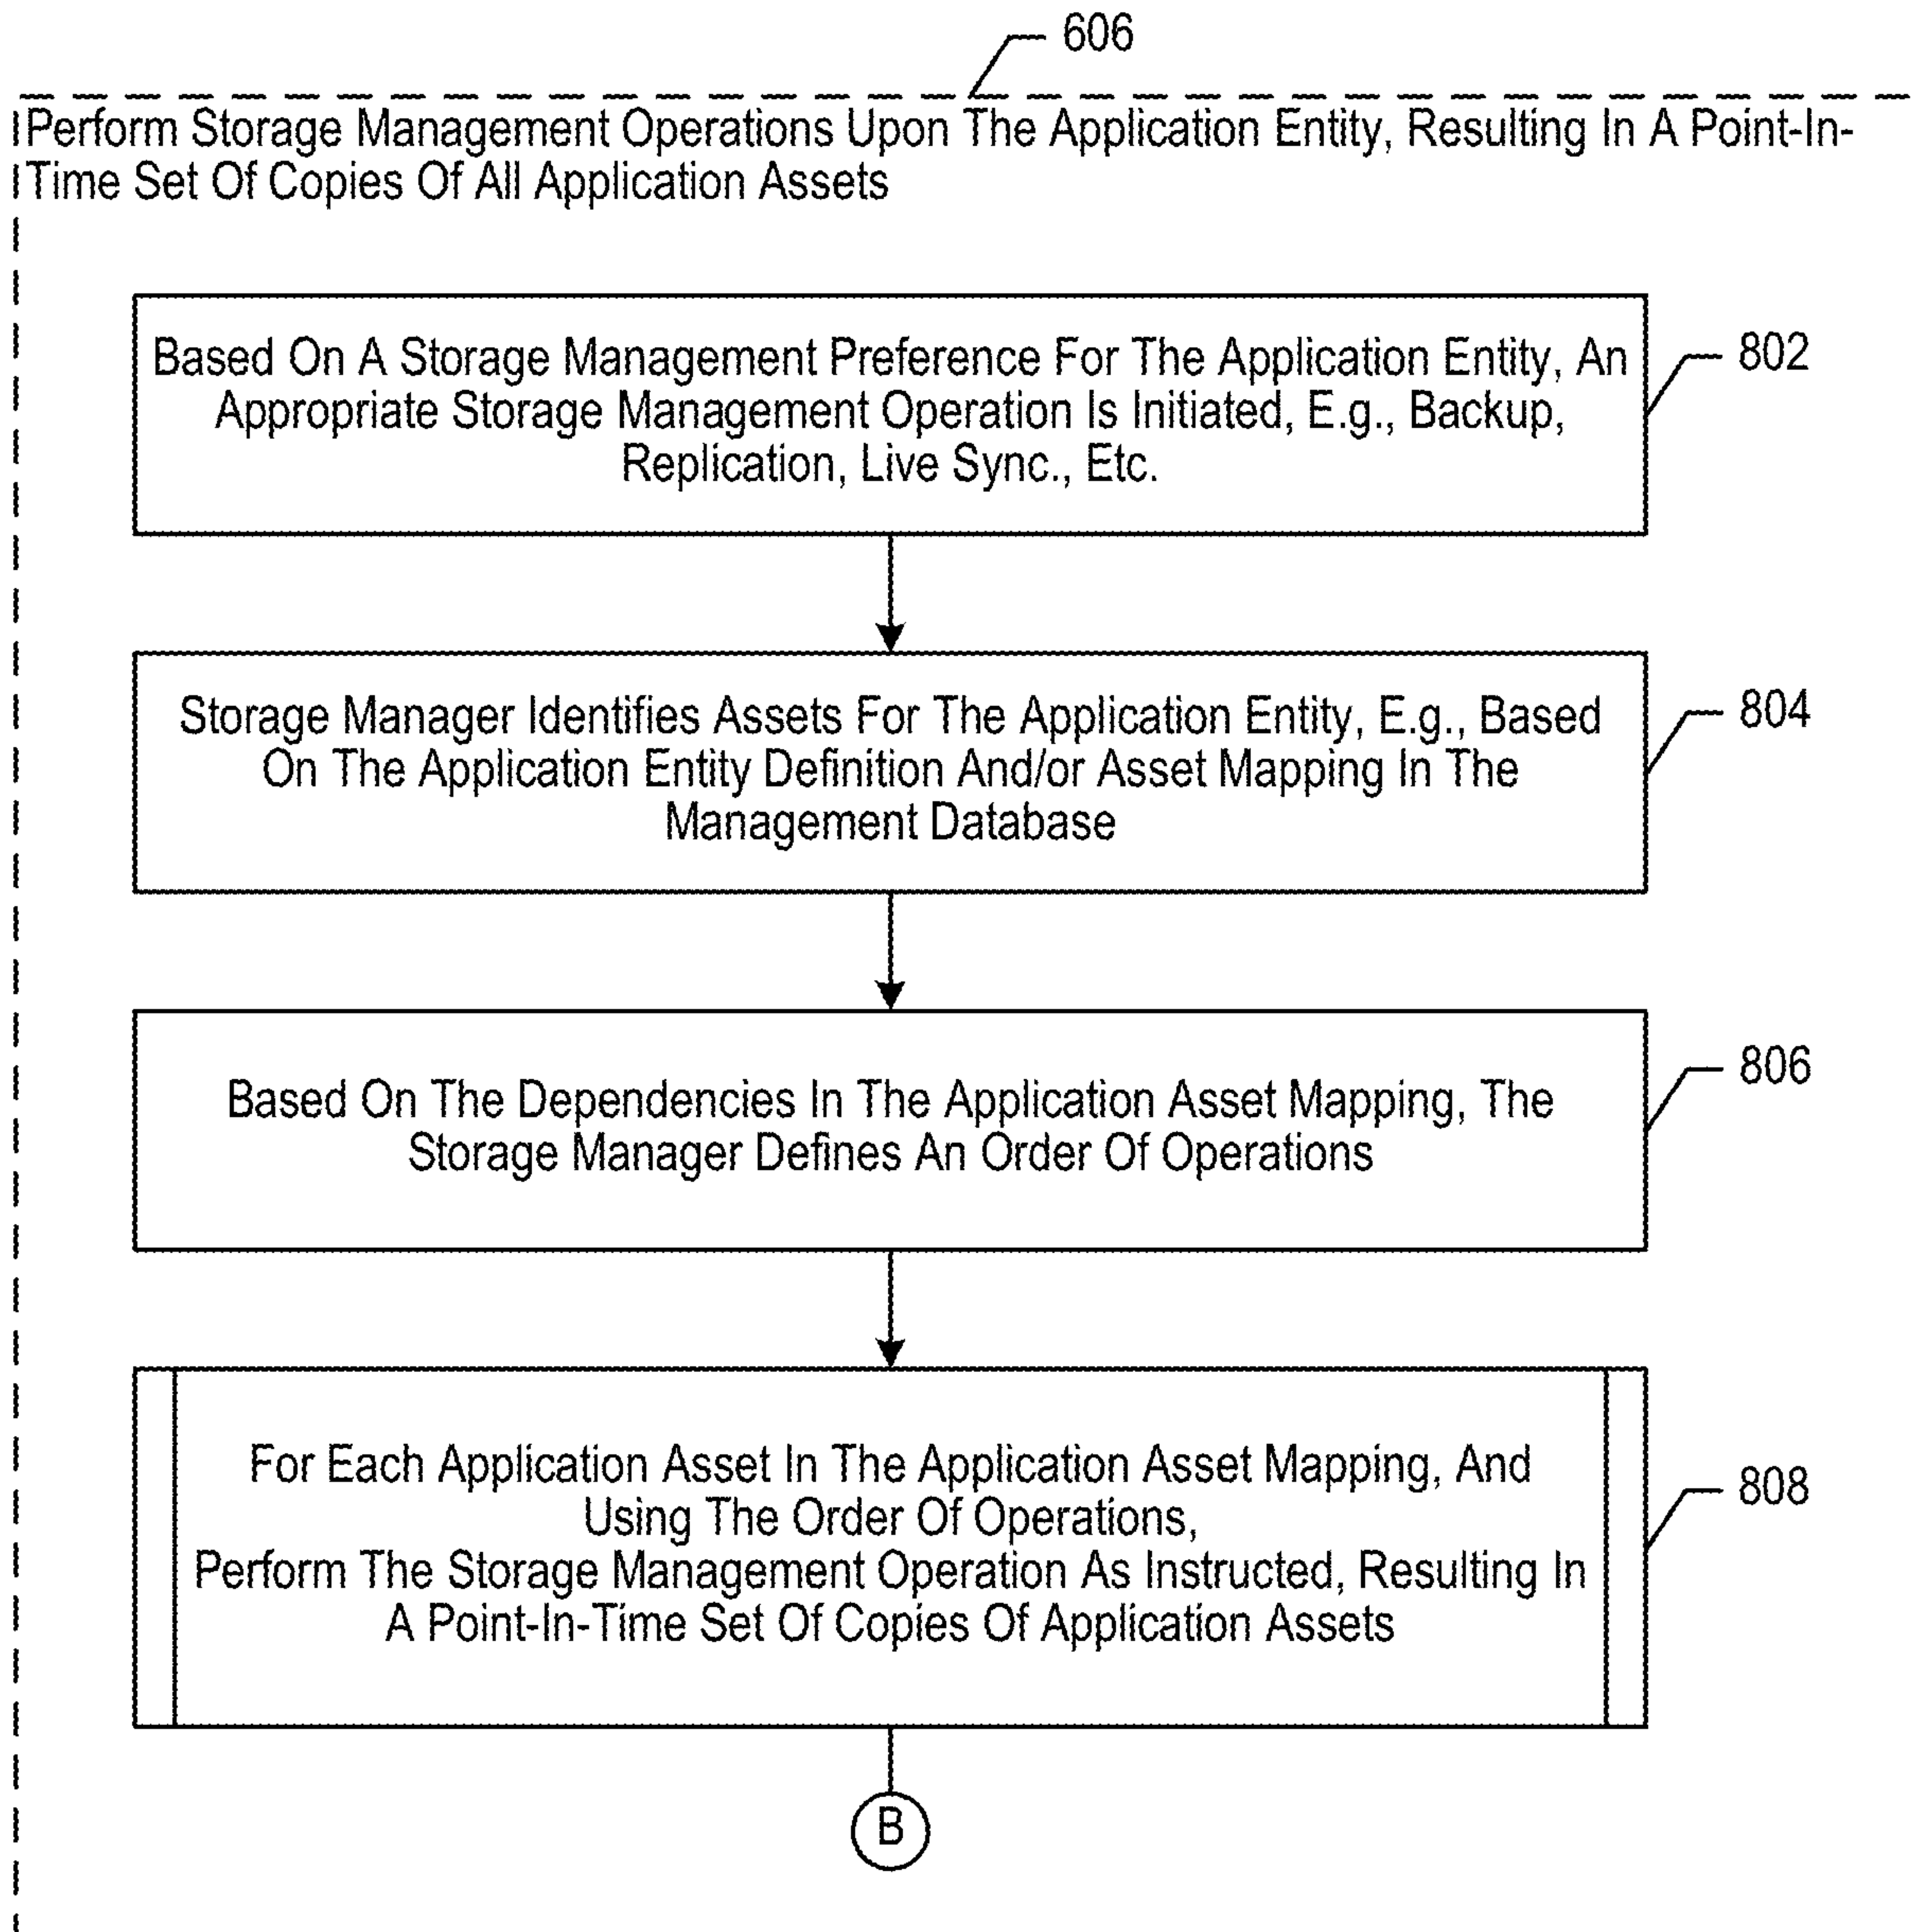 606
Perform Storage Management Operations Upon The Application Entity, Resulting In A Point-In-
Time Set Of Copies Of All Application Assets
Based On A Storage Management Preference For The Application Entity, An
Appropriate Storage Management Operation Is Initiated, E.g., Backup,
Replication, Live Sync., Etc.
802
Storage Manager Identifies Assets For The Application Entity, E.g., Based
On The Application Entity Definition And/or Asset Mapping In The
Management Database
804
Based On The Dependencies In The Application Asset Mapping, The
Storage Manager Defines An Order Of Operations
806
For Each Application Asset In The Application Asset Mapping, And
Using The Order Of Operations,
Perform The Storage Management Operation As Instructed, Resulting In
A Point-In-Time Set Of Copies Of Application Assets
808
B